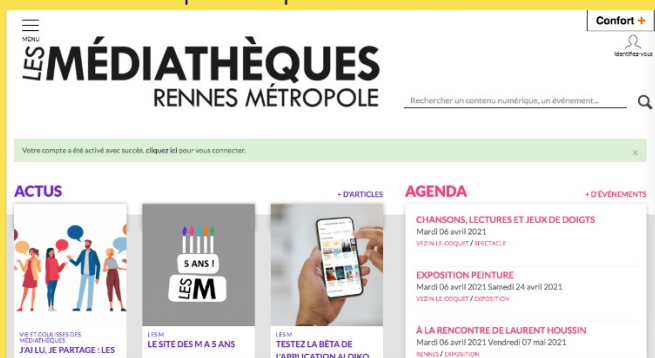 Confort +
MENU
Identifiez-vous
LES MÉDIATHÈQUES
RENNES MÉTROPOLE
Rechercher un contenu numérique, un événement...
Votre compte a été activé avec succès, cliquez ici pour vous connecter.
×
ACTUS
+ D'ARTICLES
5 ANS !
LES M
VIE ET COULISSES DES
MÉDIATHÈQUES
J'AI LU, JE PARTAGE : LES
LES M
LE SITE DES M A 5 ANS
LES M
TESTEZ LA BÊTA DE
L'APPLICATION ALDIKO
AGENDA
+ D'ÉVÉNEMENTS
CHANSONS, LECTURES ET JEUX DE DOIGTS
Mardi 06 avril 2021
VEZIN-LE-COQUET / SPECTACLE
EXPOSITION PEINTURE
Mardi 06 avril 2021 Samedi 24 avril 2021
VEZIN-LE-COQUET / EXPOSITION
À LA RENCONTRE DE LAURENT HOUSSIN
Mardi 06 avril 2021 Vendredi 07 mai 2021
RENNES / EXPOSITION